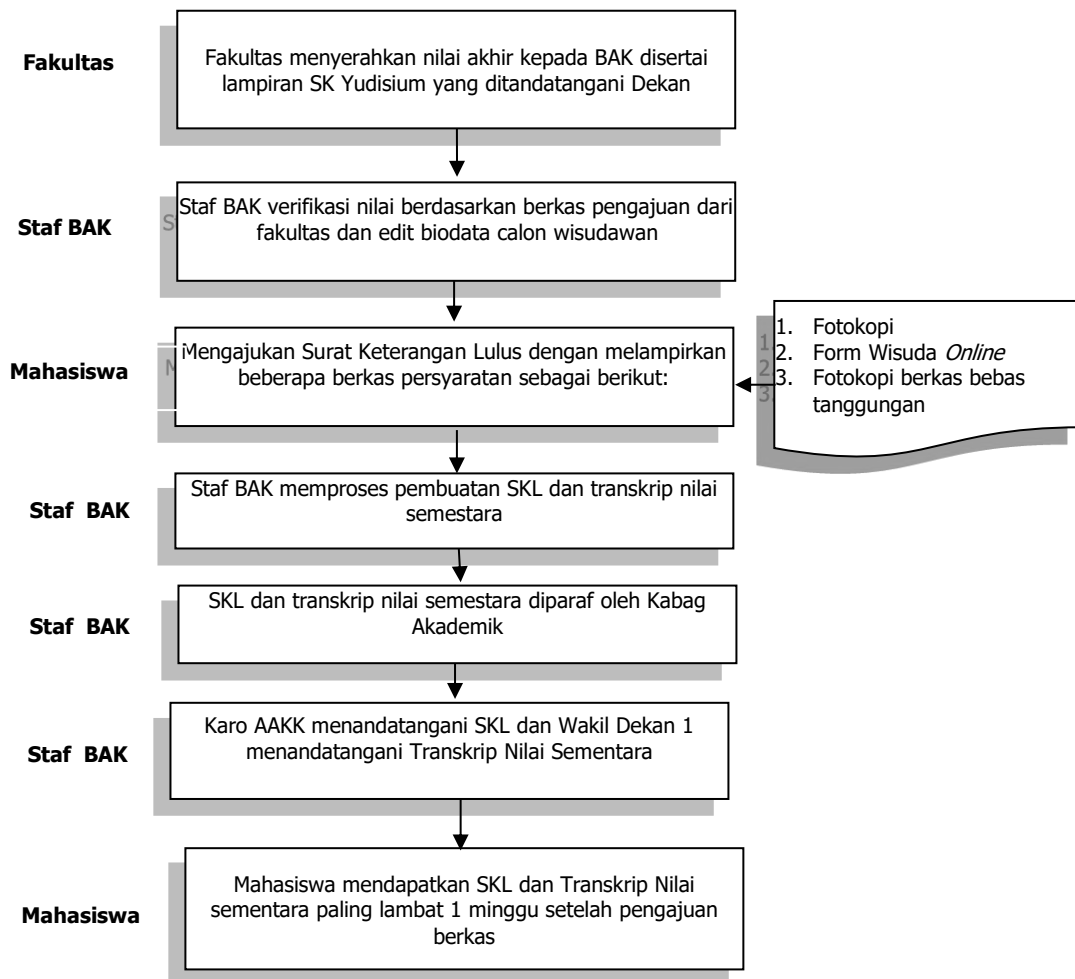 Fakultas
Fakultas menyerahkan nilai akhir kepada BAK disertai
lampiran SK Yudisium yang ditandatangani Dekan
Staf BAK
Staf BAK verifikasi nilai berdasarkan berkas pengajuan dari
fakultas dan edit biodata calon wisudawan
Mahasiswa
Mengajukan Surat Keterangan Lulus dengan melampirkan
beberapa berkas persyaratan sebagai berikut:
1. Fotokopi
2. Form Wisuda Online
3. Fotokopi berkas bebas
tanggungan
Staf BAK
Staf BAK memproses pembuatan SKL dan transkrip nilai
semestara
Staf BAK
SKL dan transkrip nilai semestara diparaf oleh Kabag
Akademik
Staf BAK
Karo AAKK menandatangani SKL dan Wakil Dekan 1
menandatangani Transkrip Nilai Sementara
Mahasiswa
Mahasiswa mendapatkan SKL dan Transkrip Nilai
sementara paling lambat 1 minggu setelah pengajuan
berkas